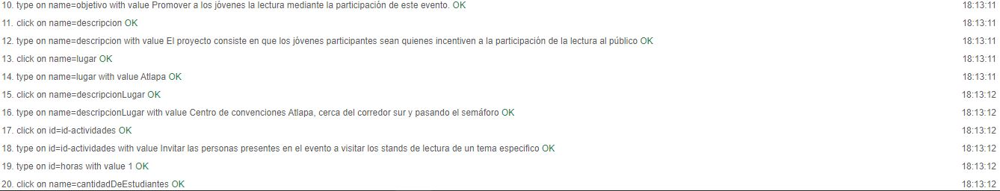 10. type on name=objetivo with value Promover a los jóvenes la lectura mediante la participación de este evento. OK 18:13:11
11. click on name=descripcion OK 18:13:11
12. type on name=descripcion with value El proyecto consiste en que los jóvenes participantes sean quienes incentiven a la participación de la lectura al público OK 18:13:11
13. click on name=lugar OK 18:13:11
14. type on name=lugar with value Atlapa OK 18:13:11
15. click on name=descripcionLugar OK 18:13:12
16. type on name=descripcionLugar with value Centro de convenciones Atlapa, cerca del corredor sur y pasando el semáforo OK 18:13:12
17. click on id=id-actividades OK 18:13:12
18. type on id=id-actividades with value Invitar las personas presentes en el evento a visitar los stands de lectura de un tema especifico OK 18:13:12
19. type on id=horas with value 1 OK 18:13:12
20. click on name=cantidadDeEstudiantes OK 18:13:12